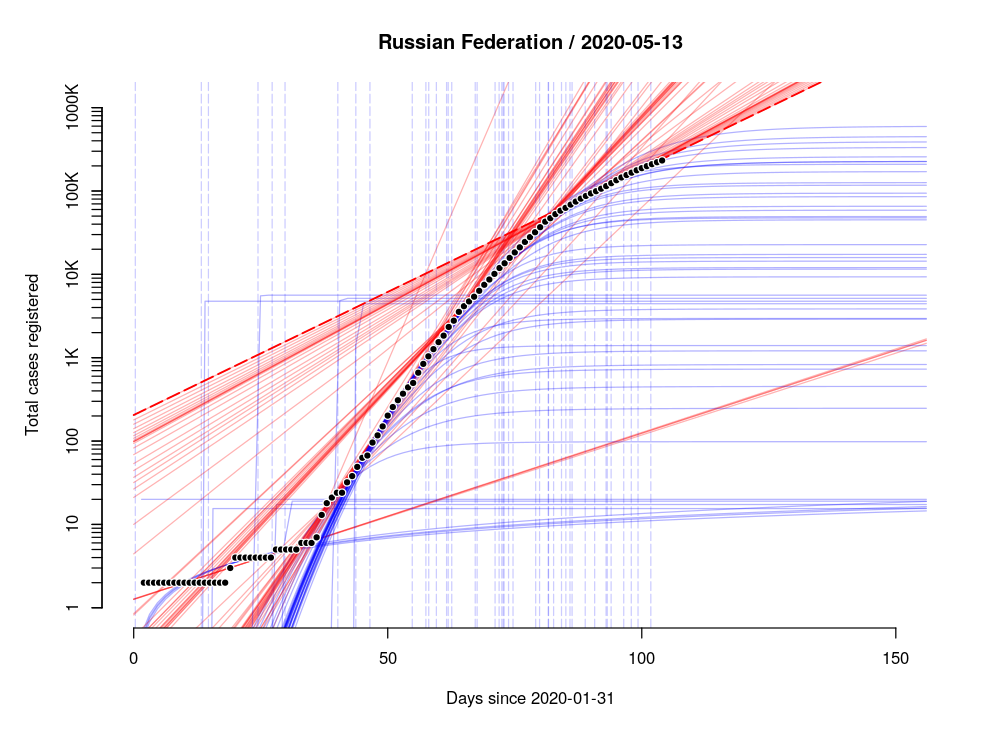 Russian Federation / 2020-05-13
Total cases registered
1000K
100K
10K
1K
100
10
1
0 50 100 150
Days since 2020-01-31